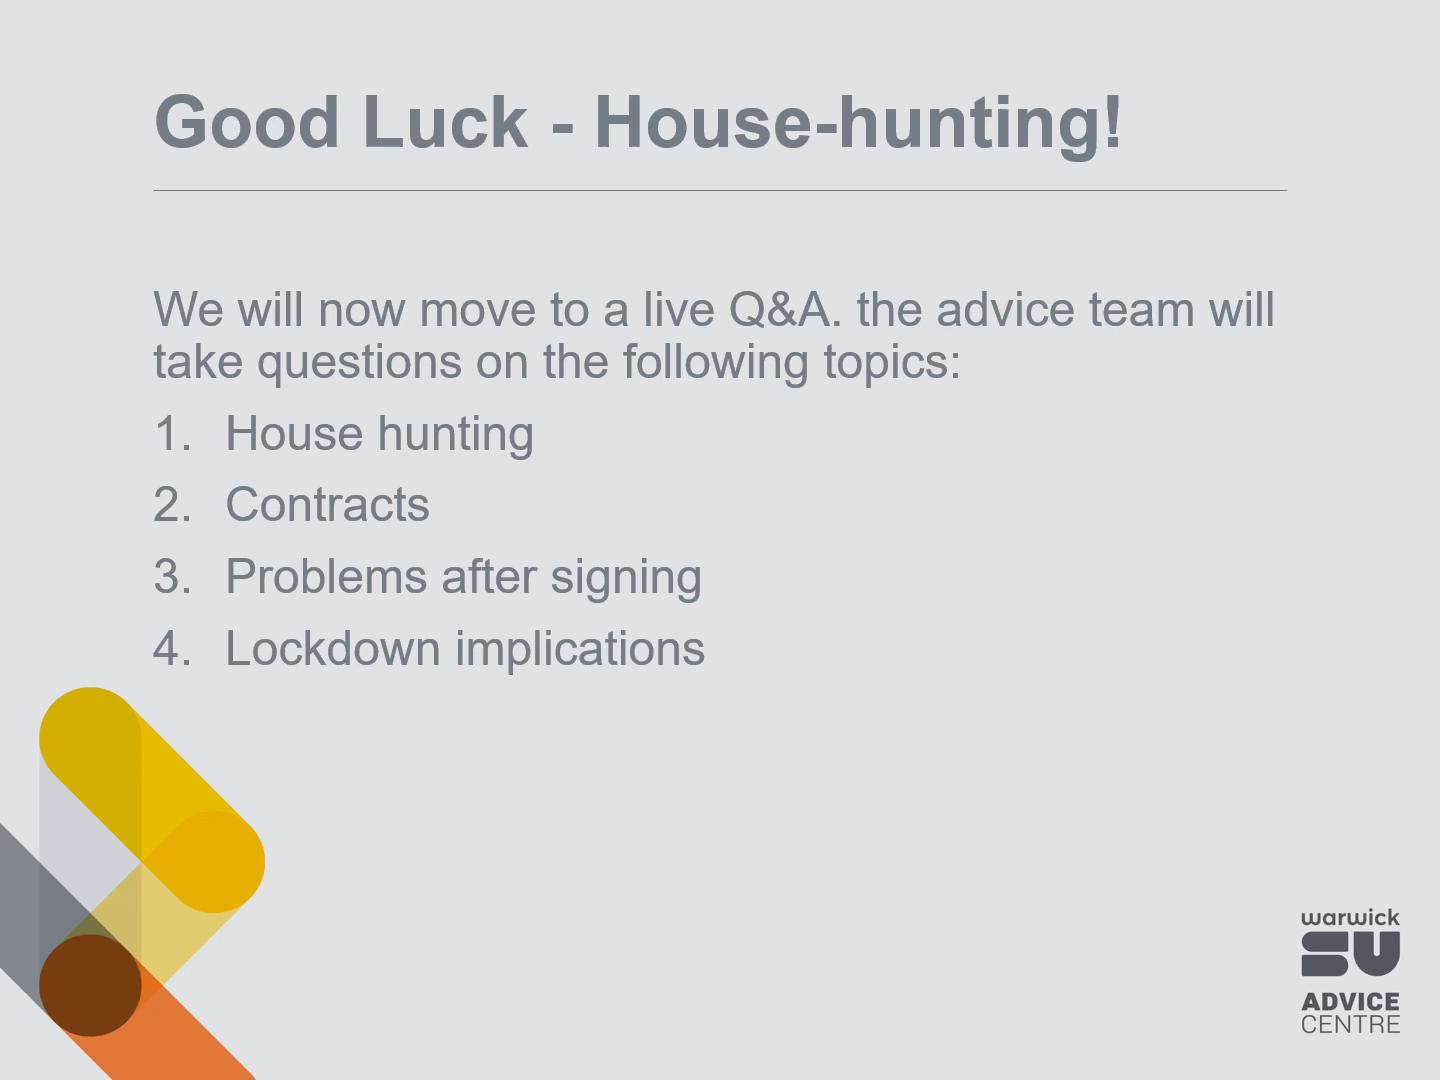 Good Luck - House-hunting!
We will now move to a live Q&A. the advice team will
take questions on the following topics:
1. House hunting
2. Contracts
3. Problems after signing
4. Lockdown implications
warwick
SU
ADVICE
CENTRE